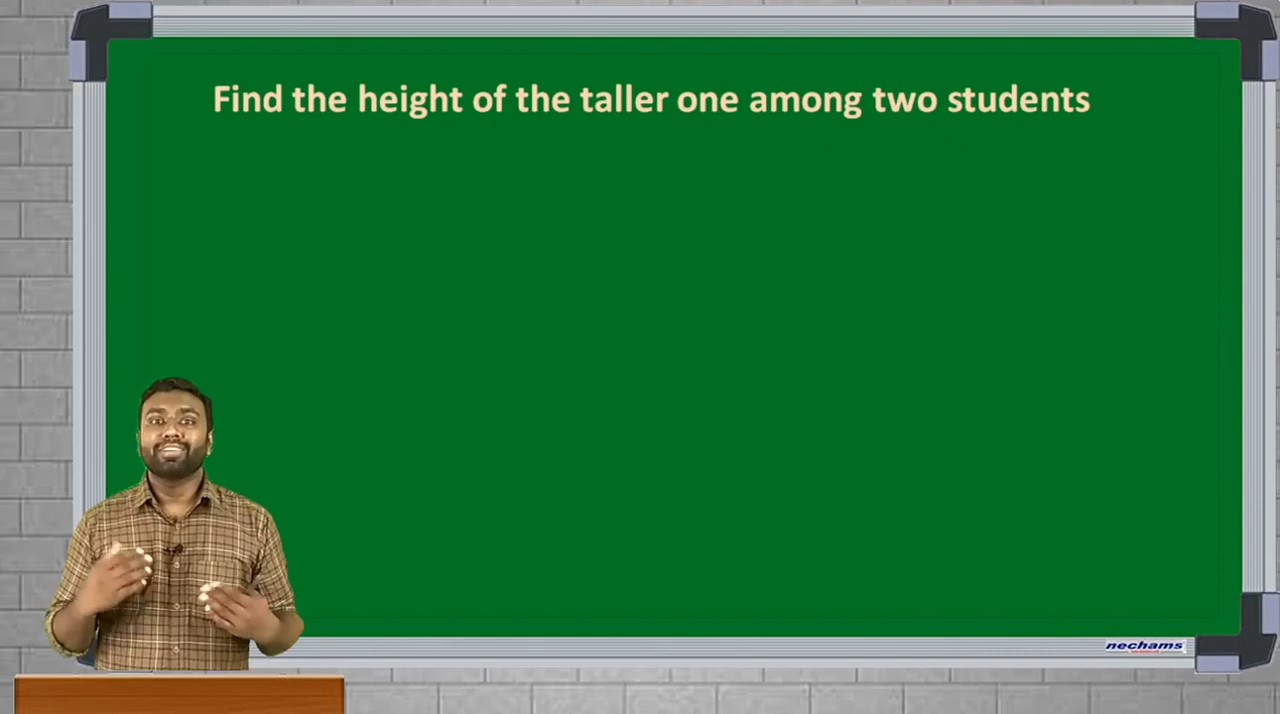 Find the height of the taller one among two students
nechams